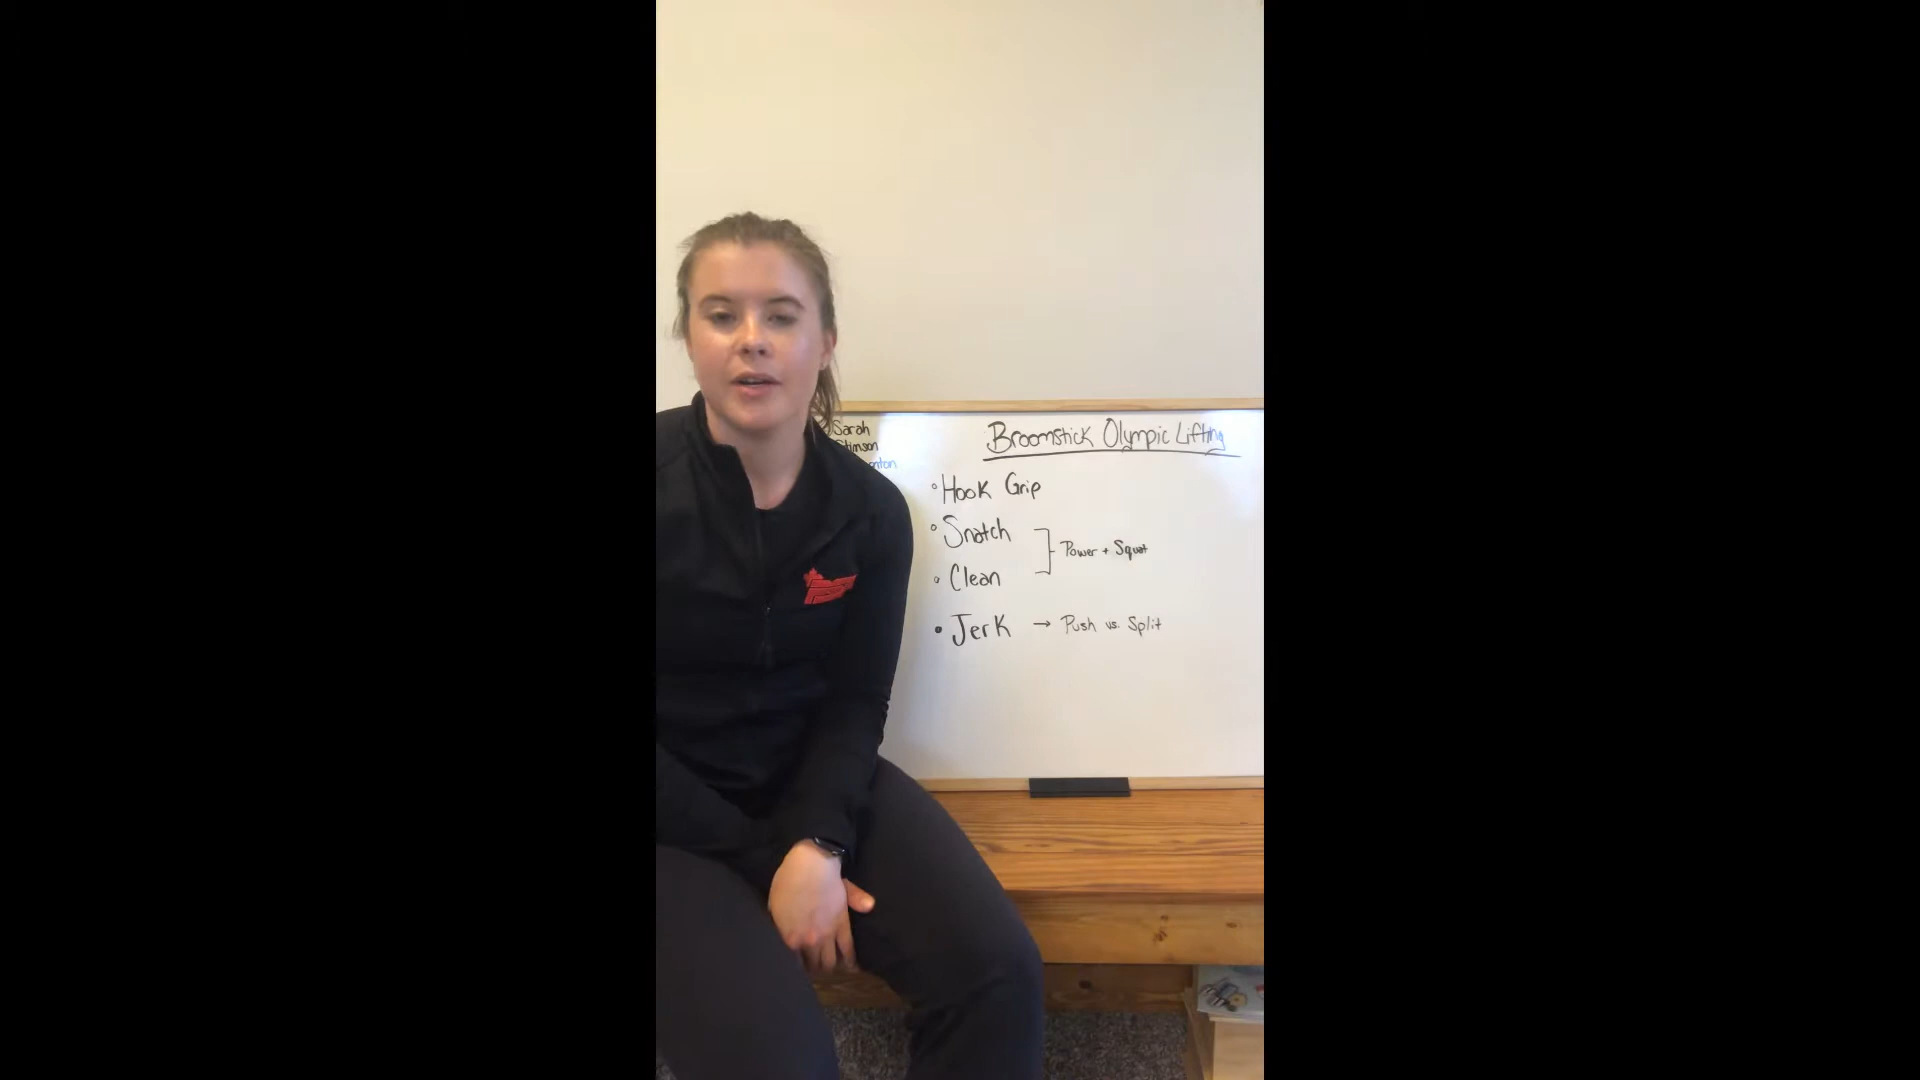 Sarah
Stimson
Broomstick Olympic Lifting
Hook Grip
Snatch
Power + Squat
Clean
Jerk → Push vs. Split